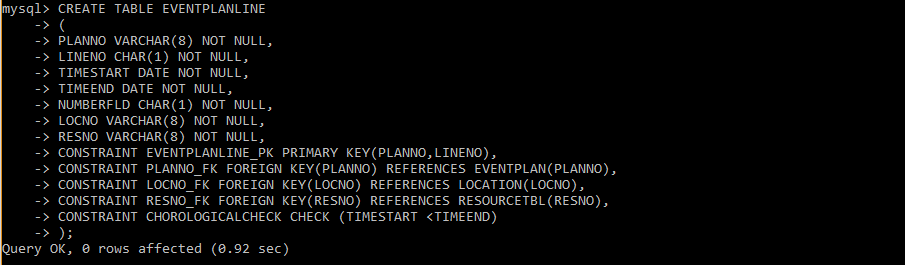 mysql> CREATE TABLE EVENTPLANLINE
    -> (
    -> PLANNO VARCHAR(8) NOT NULL,
    -> LINENO CHAR(1) NOT NULL,
    -> TIMESTART DATE NOT NULL,
    -> TIMEEND DATE NOT NULL,
    -> NUMBERFLD CHAR(1) NOT NULL,
    -> LOCNO VARCHAR(8) NOT NULL,
    -> RESNO VARCHAR(8) NOT NULL,
    -> CONSTRAINT EVENTPLANLINE_PK PRIMARY KEY(PLANNO,LINENO),
    -> CONSTRAINT PLANNO_FK FOREIGN KEY(PLANNO) REFERENCES EVENTPLAN(PLANNO),
    -> CONSTRAINT LOCNO_FK FOREIGN KEY(LOCNO) REFERENCES LOCATION(LOCNO),
    -> CONSTRAINT RESNO_FK FOREIGN KEY(RESNO) REFERENCES RESOURCETBL(RESNO),
    -> CONSTRAINT CHOROLOGICALCHECK CHECK (TIMESTART <TIMEEND)
    -> );
Query OK, 0 rows affected (0.92 sec)